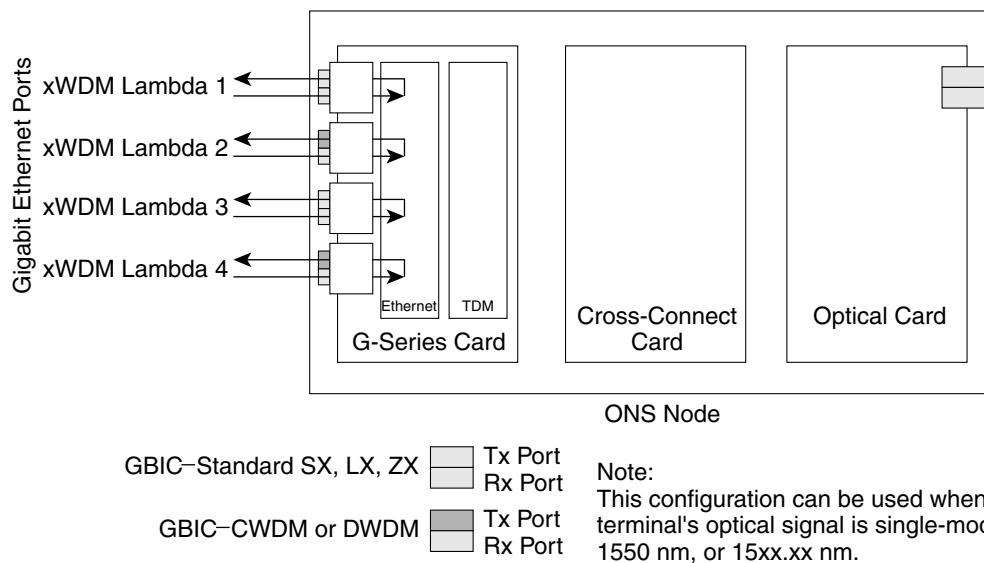 Gigabit Ethernet Ports
xWDM Lambda 1
xWDM Lambda 2
xWDM Lambda 3
xWDM Lambda 4
Ethernet
TDM
G-Series Card
Cross-Connect
Card
Optical Card
ONS Node
GBIC–Standard SX, LX, ZX
Tx Port
Rx Port
GBIC–CWDM or DWDM
Tx Port
Rx Port
Note:
This configuration can be used when
terminal's optical signal is
1550 nm, or 15xx.xx nm.